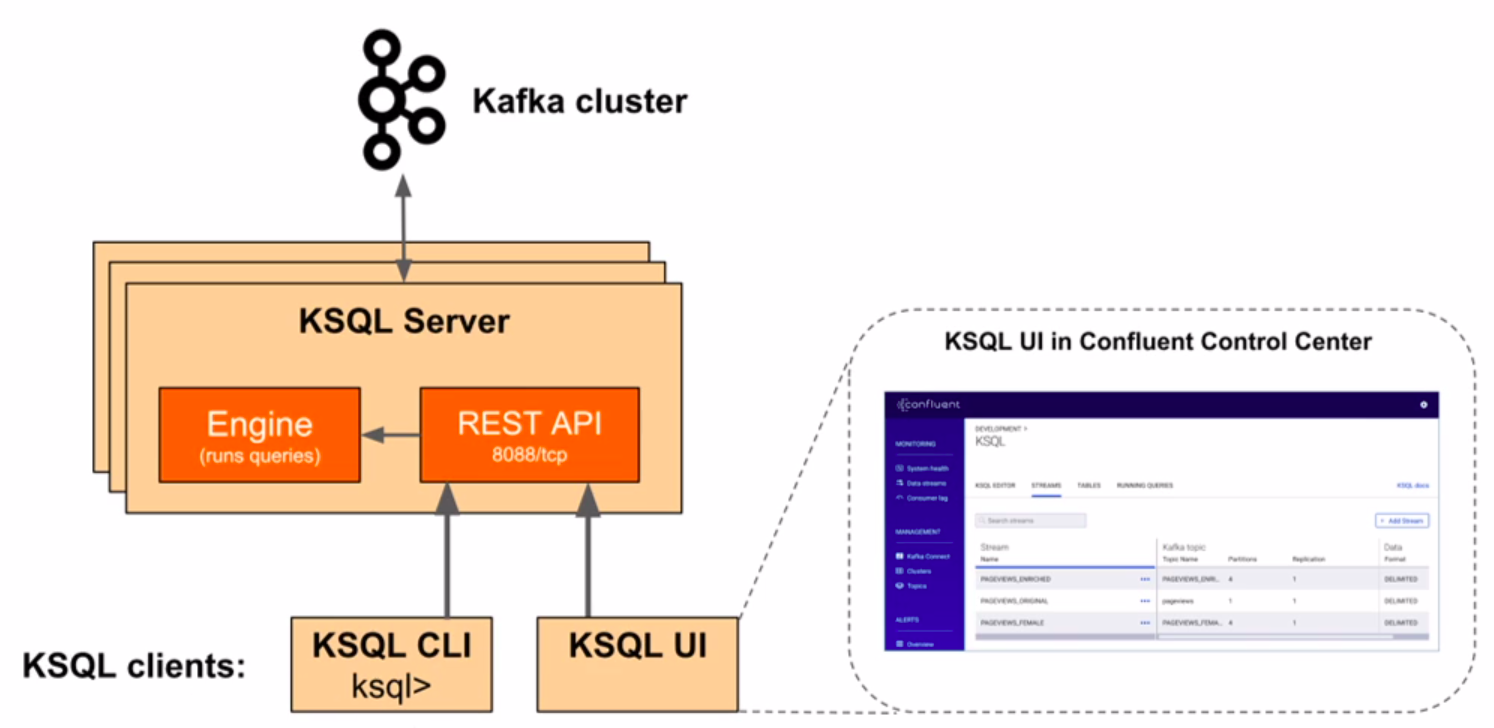 Kafka cluster
KSQL Server
Engine
(runs queries)
REST API
8088/tcp
KSQL clients:
KSQL CLI
ksql>
KSQL UI
KSQL UI in Confluent Control Center
confluent
DEVELOPMENT >
KSQL
MONITORING
System health
Data streams
Consumer lag
MANAGEMENT
Kafka Connect
Clusters
Topics
ALERTS
Overview
KSQL EDITOR STREAMS TABLES RUNNING QUERIES KSQL docs
Search streams + Add Stream
Stream Kafka topic Data
Name Topic Name Partitions Replication Format
PAGEVIEWS_ENRICHED ••• PAGEVIEWS_ENRI... 4 1 DELIMITED
PAGEVIEWS_ORIGINAL ••• pageviews 1 1 DELIMITED
PAGEVIEWS_FEMALE ••• PAGEVIEWS_FEMA... 4 1 DELIMITED